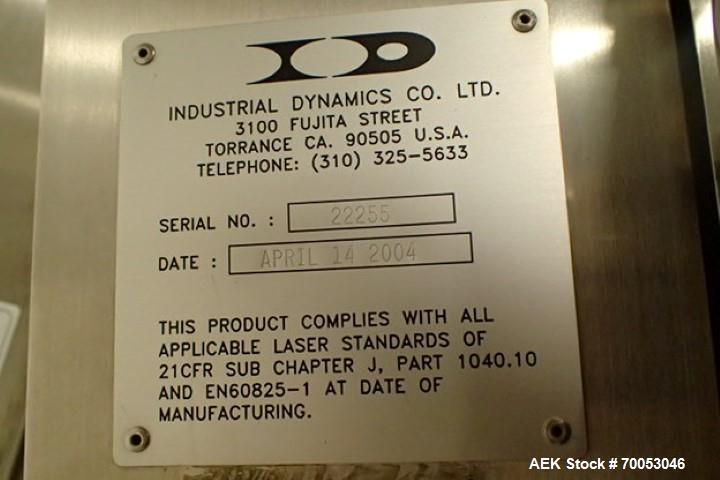 ID
INDUSTRIAL DYNAMICS CO. LTD.
3100 FUJITA STREET
TORRANCE CA. 90505 U.S.A.
TELEPHONE: (310) 325-5633
SERIAL NO. : 22255
DATE : APRIL 14 2004
THIS PRODUCT COMPLIES WITH ALL
APPLICABLE LASER STANDARDS OF
21CFR SUB CHAPTER J, PART 1040.10
AND EN60825-1 AT DATE OF
MANUFACTURING.
AEK Stock # 70053046